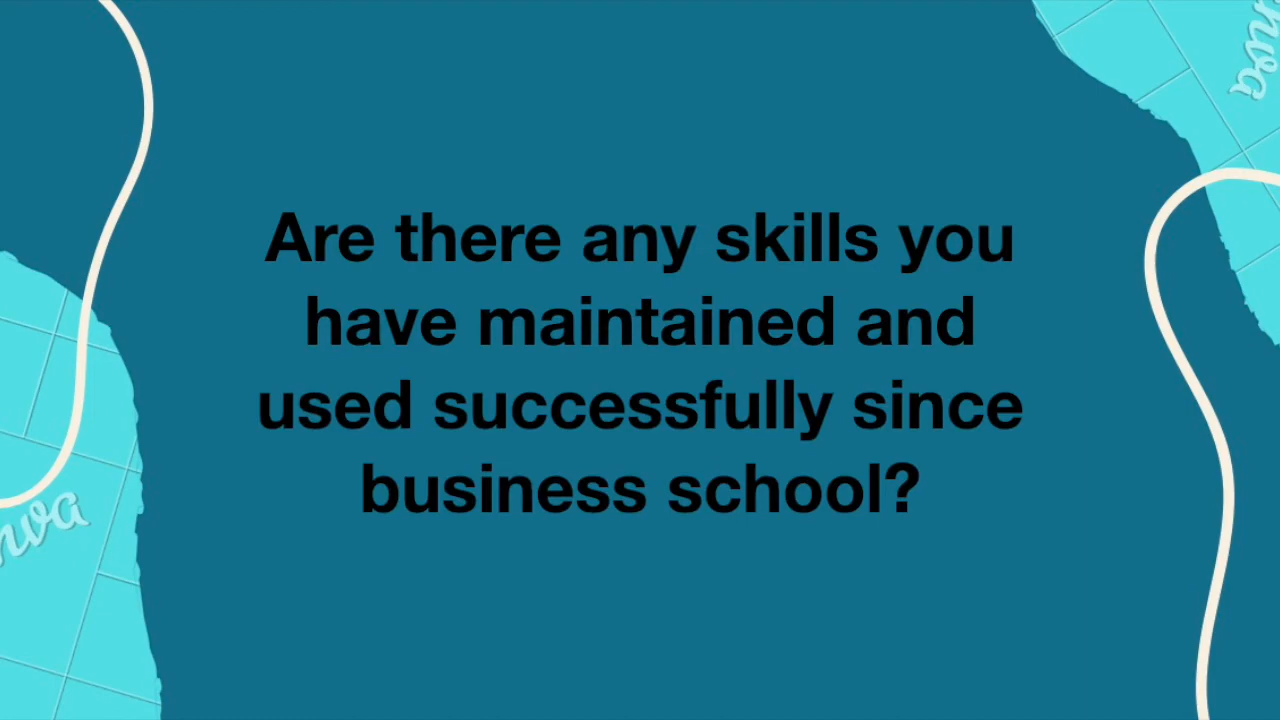 Are there any skills you
have maintained and
used successfully since
business school?